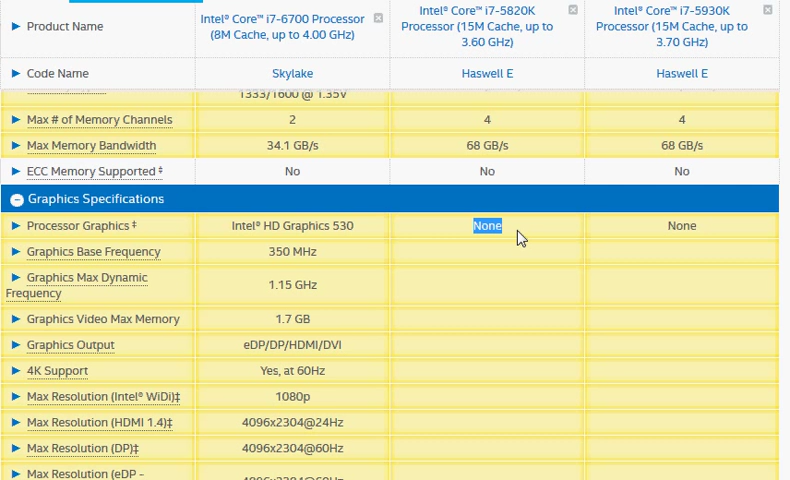 Product Name
Intel® Core™ i7-6700 Processor
(8M Cache, up to 4.00 GHz)
Intel® Core™ i7-5820K
Processor (15M Cache, up to
3.60 GHz)
Intel® Core™ i7-5930K
Processor (15M Cache, up to
3.70 GHz)
Code Name Skylake Haswell E Haswell E
1333/1600 @ 1.35V
Max # of Memory Channels 2 4 4
Max Memory Bandwidth 34.1 GB/s 68 GB/s 68 GB/s
ECC Memory Supported ‡ No No No
Graphics Specifications
Processor Graphics ‡ Intel® HD Graphics 530 None None
Graphics Base Frequency 350 MHz
Graphics Max Dynamic
Frequency
1.15 GHz
Graphics Video Max Memory 1.7 GB
Graphics Output eDP/DP/HDMI/DVI
4K Support Yes, at 60Hz
Max Resolution (Intel® WiDi)‡ 1080p
Max Resolution (HDMI 1.4)‡ 4096x2304@24Hz
Max Resolution (DP)‡ 4096x2304@60Hz
Max Resolution (eDP - 4096x2304@60Hz